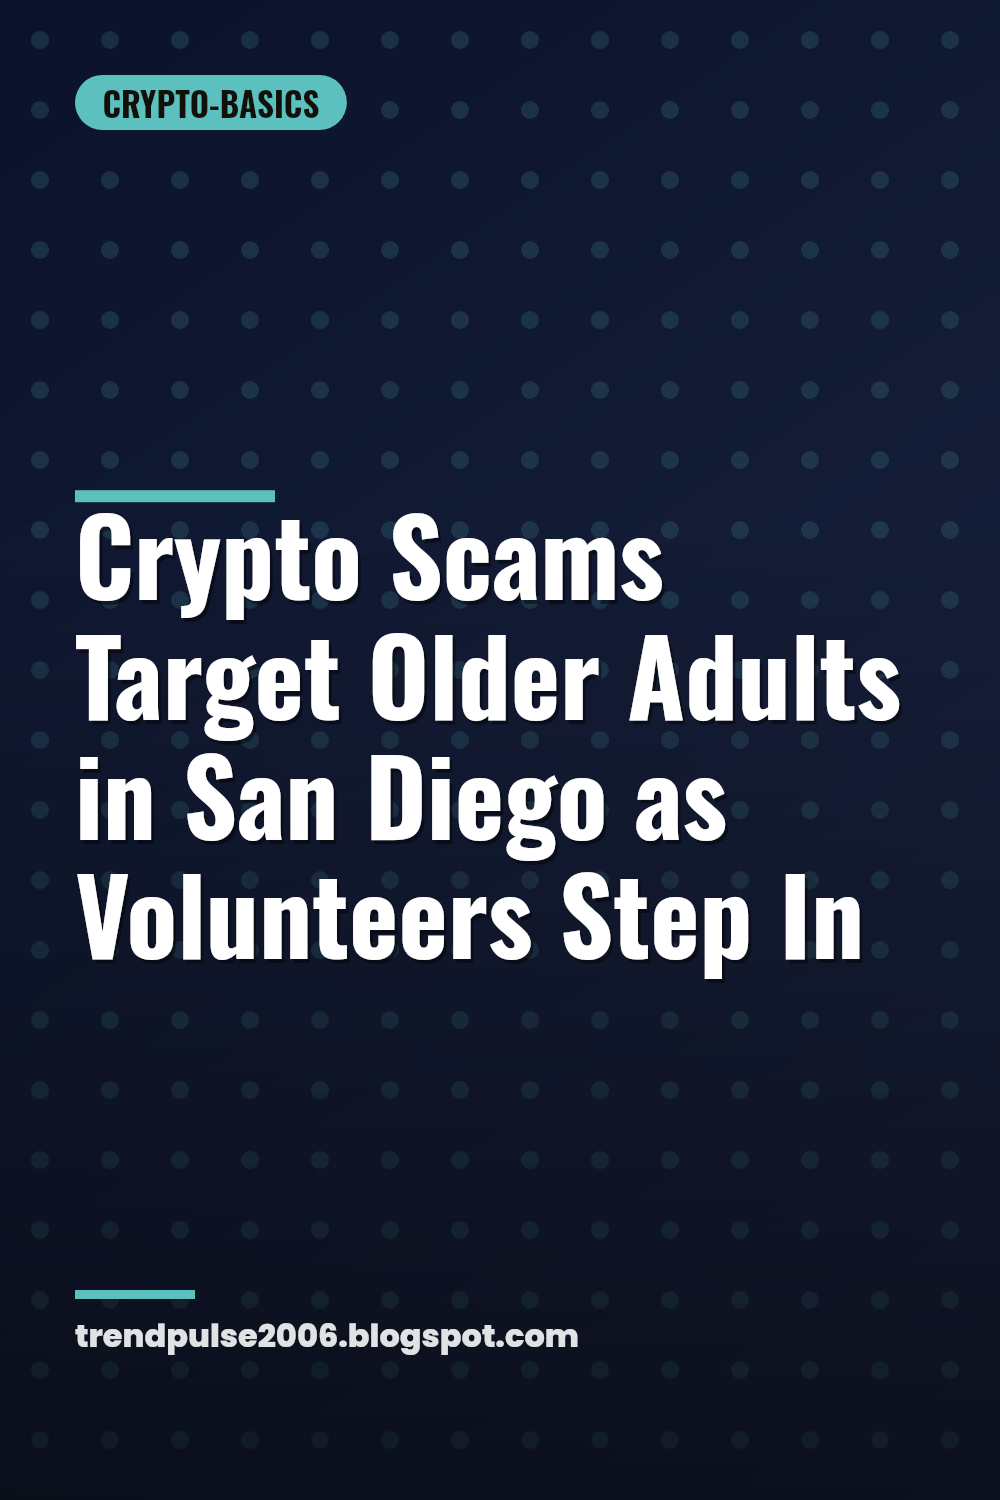 CRYPTO-BASICS
Crypto Scams
Target Older Adults
in San Diego as
Volunteers Step In
trendpulse2006.blogspot.com